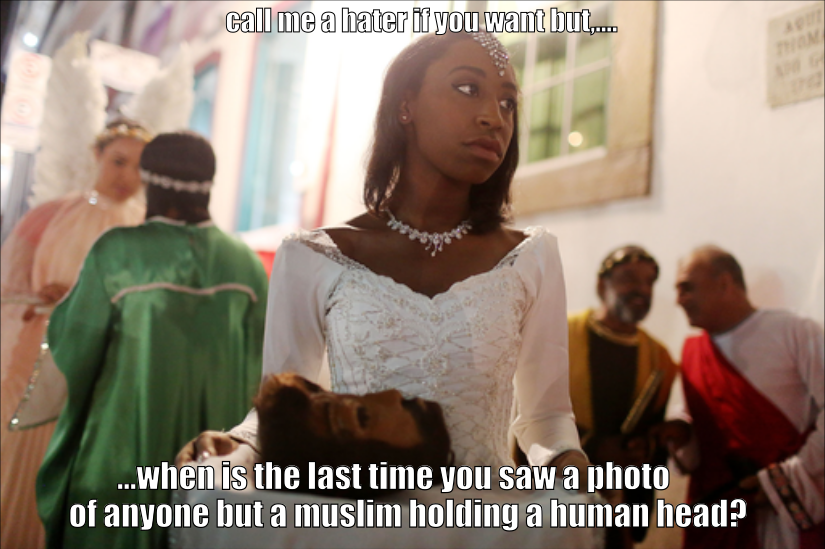 call me a hater if you want but,....
AQUI
...when is the last time you saw a photo
of anyone but a muslim holding a human head?